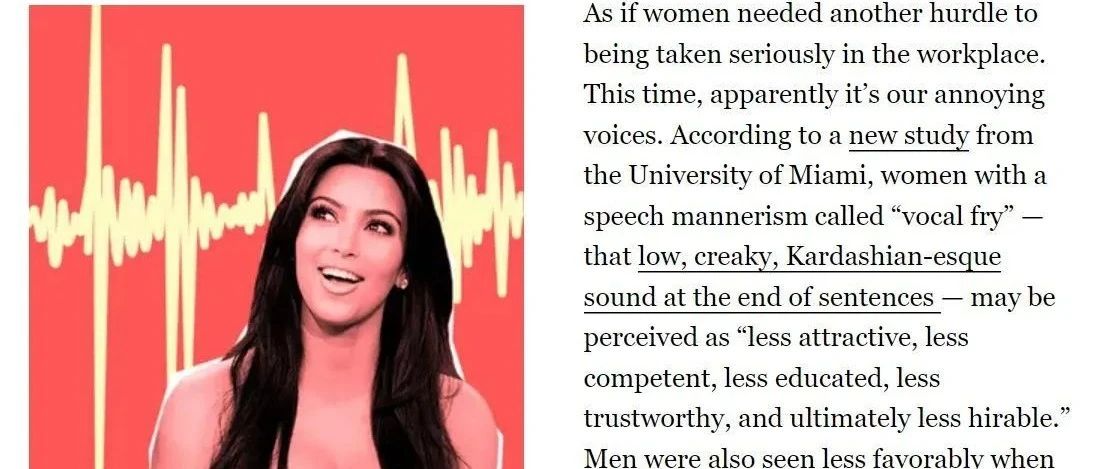 As if women needed another hurdle to
being taken seriously in the workplace.
This time, apparently it’s our annoying
voices. According to a new study from
the University of Miami, women with a
speech mannerism called “vocal fry” —
that low, creaky, Kardashian-esque
sound at the end of sentences — may be
perceived as “less attractive, less
competent, less educated, less
trustworthy, and ultimately less hirable.”
Men were also seen less favorably when